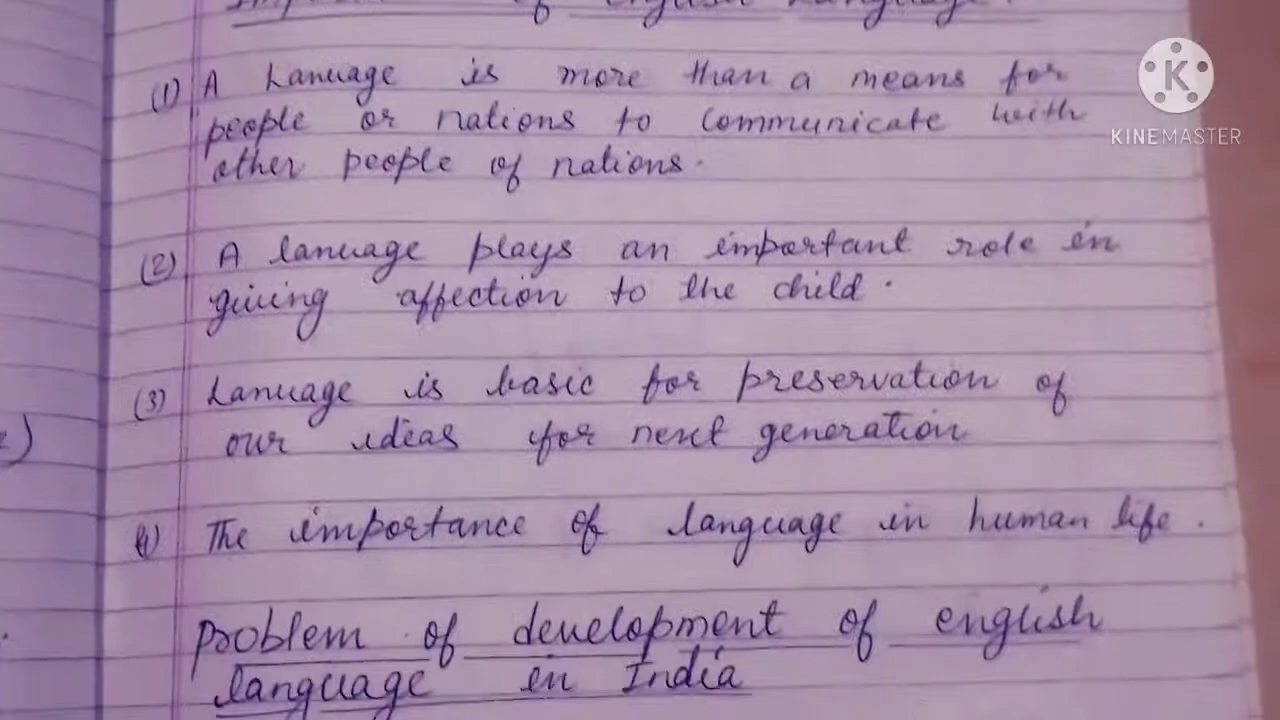 of english Language.
(1) A Lanuage is more than a means for
people or nations to communicate with
other people of nations.
(2) A lanuage plays an important role in
giving affection to the child.
(3) Lanuage is basic for preservation of
our ideas for next generation
(4) The importance of language in human life.
Problem of development of english
language in India
K
KINEMASTER